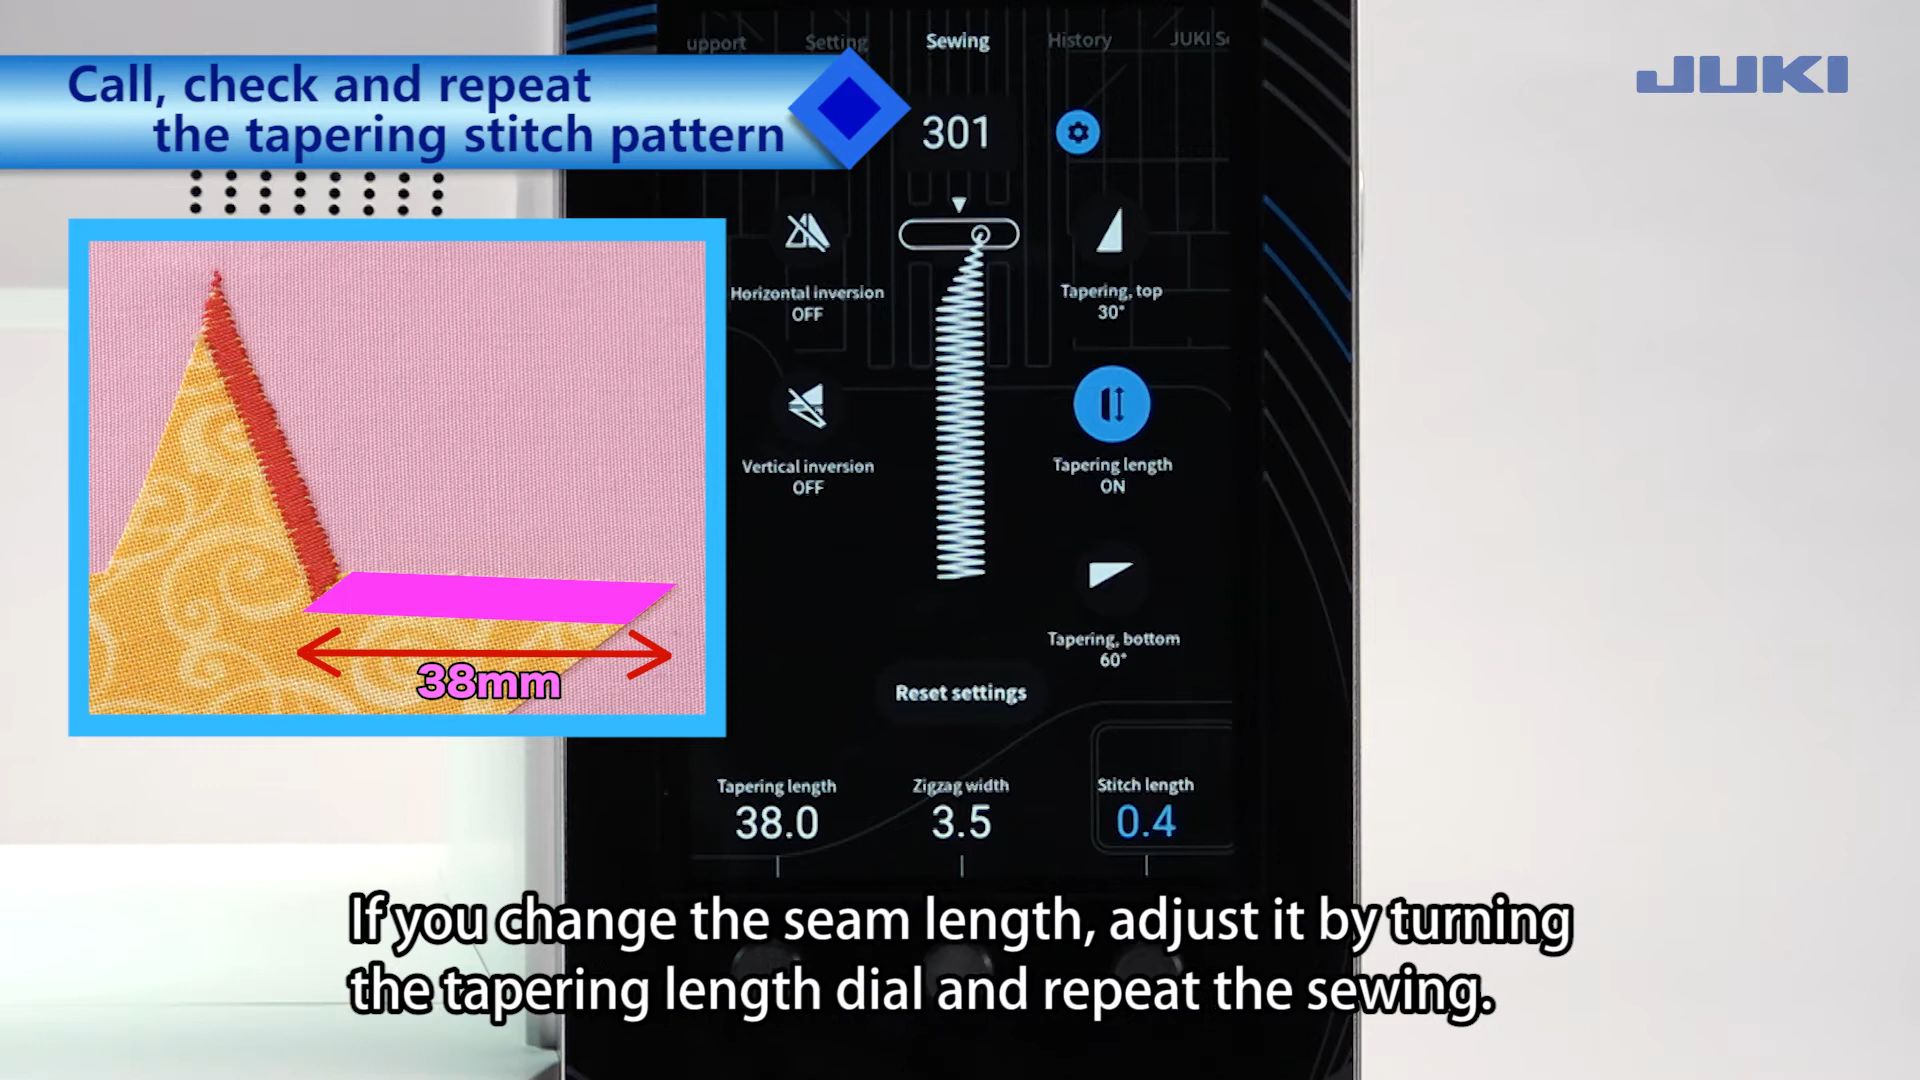 Call, check and repeat
the tapering stitch pattern
JUKI
upport
Setting
Sewing
History
JUKI S
301
Horizontal inversion
OFF
Tapering, top
30°
Vertical inversion
OFF
Tapering length
ON
Tapering, bottom
60°
38mm
Reset settings
Tapering length
38.0
Zigzag width
3.5
Stitch length
0.4
If you change the seam length, adjust it by turning
the tapering length dial and repeat the sewing.